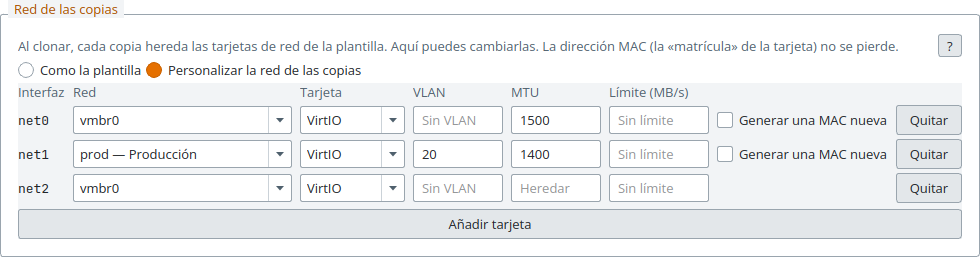 Red de las copias
Al clonar, cada copia hereda las tarjetas de red de la plantilla. Aquí puedes cambiarlas. La dirección MAC (la «matrícula» de la tarjeta) no se pierde. ?
Como la plantilla Personalizar la red de las copias
Interfaz Red Tarjeta VLAN MTU Límite (MB/s)
net0 vmbr0 VirtIO Sin VLAN 1500 Sin límite Generar una MAC nueva Quitar
net1 prod — Producción VirtIO 20 1400 Sin límite Generar una MAC nueva Quitar
net2 vmbr0 VirtIO Sin VLAN Heredar Sin límite Quitar
Añadir tarjeta